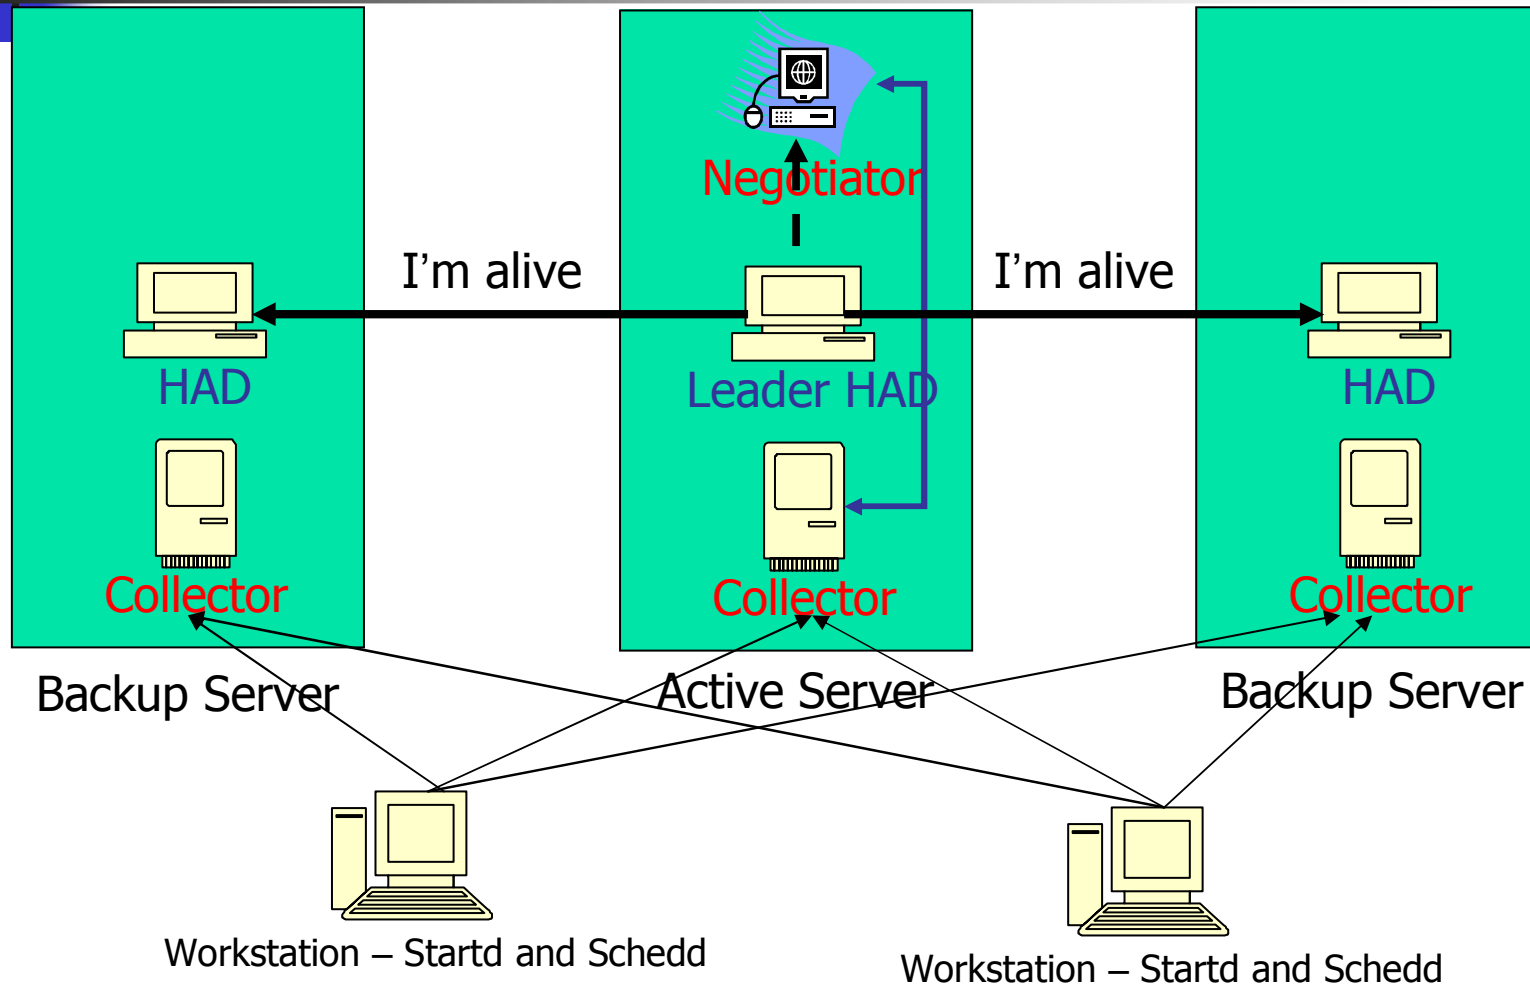 Negotiator
I'm alive
I'm alive
HAD
Leader HAD
HAD
Collector
Collector
Collector
Backup Server
Active Server
Backup Server
Workstation – Startd and Schedd
Workstation – Startd and Schedd